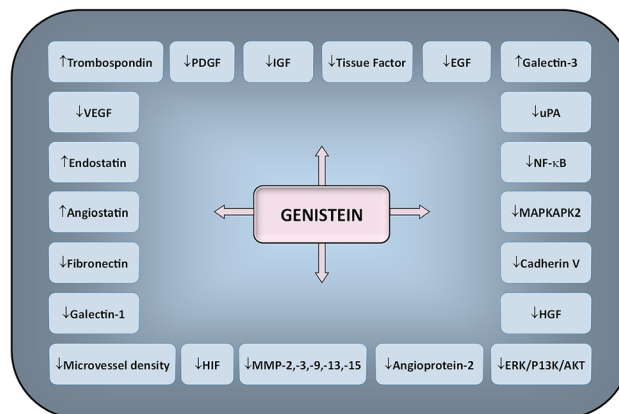 ↑Trombospondin
↓PDGF
↓IGF
↓Tissue Factor
↓EGF
↑Galectin-3
↓VEGF
↓uPA
↑Endostatin
↓NF-κB
↑Angiostatin
GENISTEIN
↓MAPKAPK2
↓Fibronectin
↓Cadherin V
↓Galectin-1
↓HGF
↓Microvessel density
↓HIF
↓MMP-2,-3,-9,-13,-15
↓Angioprotein-2
↓ERK/P13K/AKT